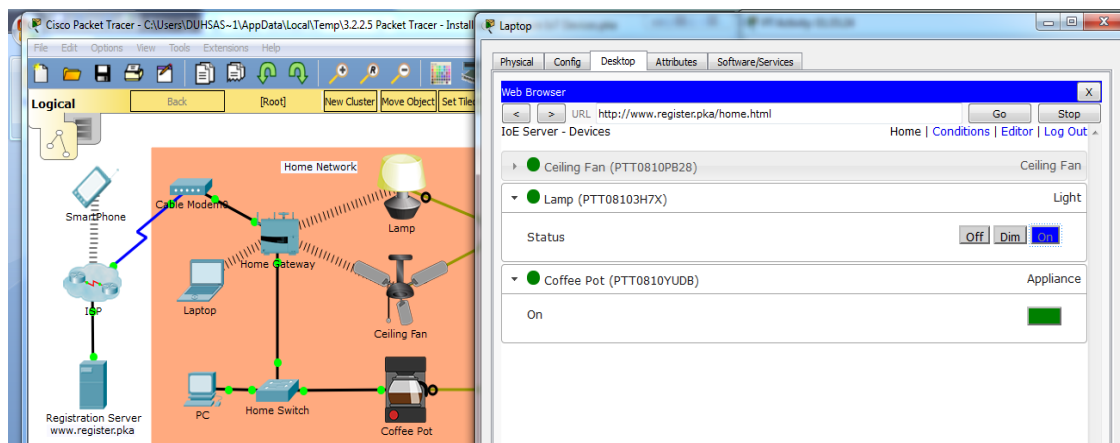 Cisco Packet Tracer - C:\Users\DUHSAS~1\AppData\Local\Temp\3.2.2.5 Packet Tracer - Install
File Edit Options View Tools Extensions Help
Logical
Back
[Root]
New Cluster
Move Object
Set Tiled
Home Network
SmartPhone
Cable Modem0
Lamp
Home Gateway
ISP
Laptop
Ceiling Fan
Registration Server
www.register.pka
PC
Home Switch
Coffee Pot
Laptop
Physical Config Desktop Attributes Software/Services
Web Browser X
< > URL http://www.register.pka/home.html Go Stop
IoE Server - Devices Home | Conditions | Editor | Log Out
Ceiling Fan (PTT0810PB28) Ceiling Fan
Lamp (PTT08103H7X) Light
Status Off Dim On
Coffee Pot (PTT0810YUDB) Appliance
On